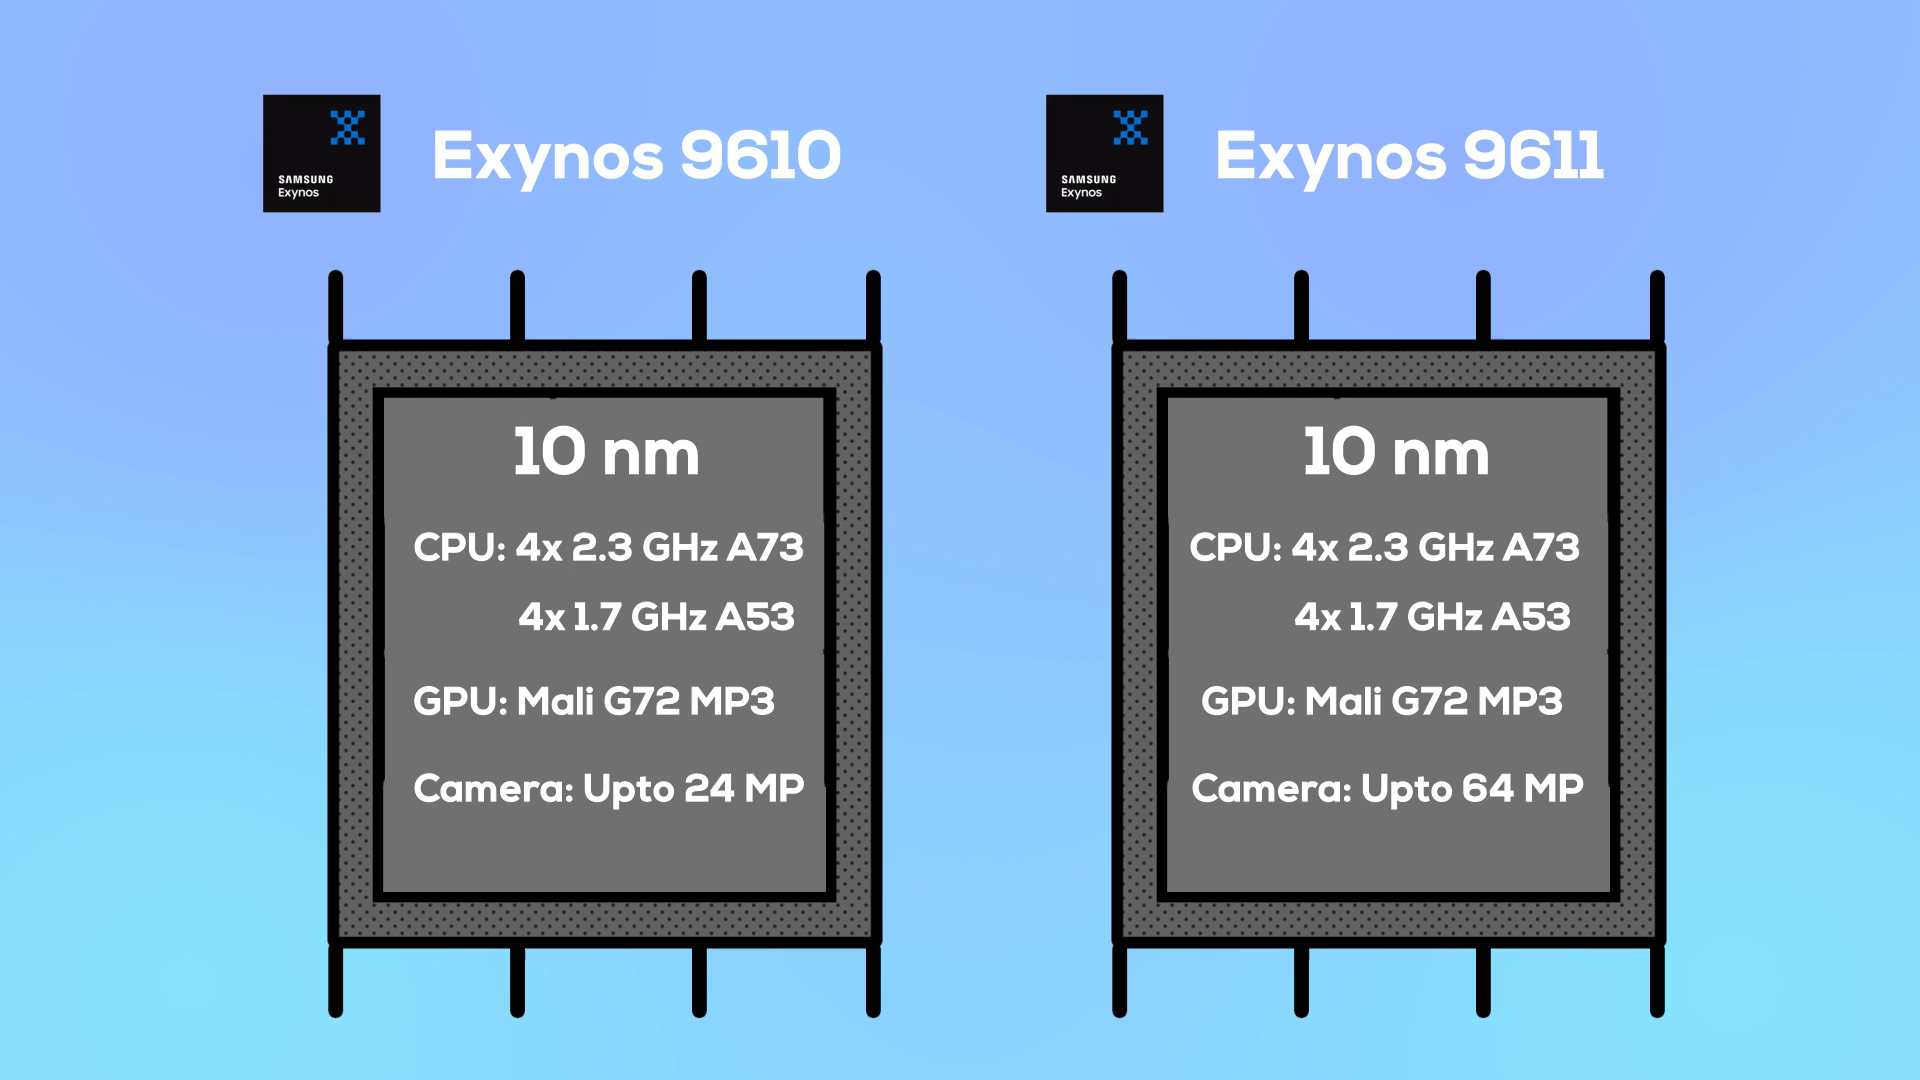 SAMSUNG
Exynos
Exynos 9610
10 nm
CPU: 4x 2.3 GHz A73
4x 1.7 GHz A53
GPU: Mali G72 MP3
Camera: Upto 24 MP
SAMSUNG
Exynos
Exynos 9611
10 nm
CPU: 4x 2.3 GHz A73
4x 1.7 GHz A53
GPU: Mali G72 MP3
Camera: Upto 64 MP